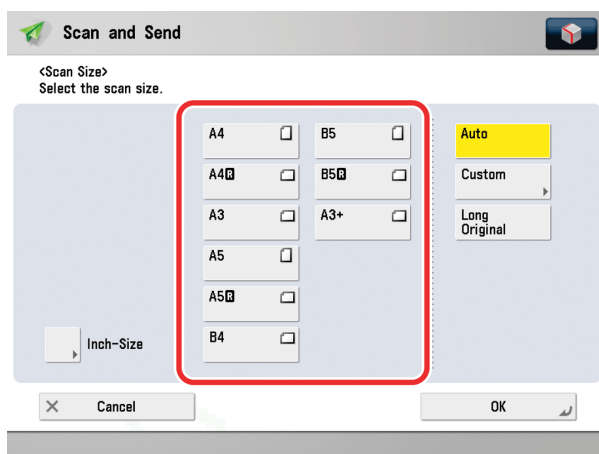 Scan and Send
<Scan Size>
Select the scan size.
A4
B5
Auto
A4R
B5R
Custom
A3
A3+
Long
Original
A5
A5R
B4
Inch-Size
Cancel
OK